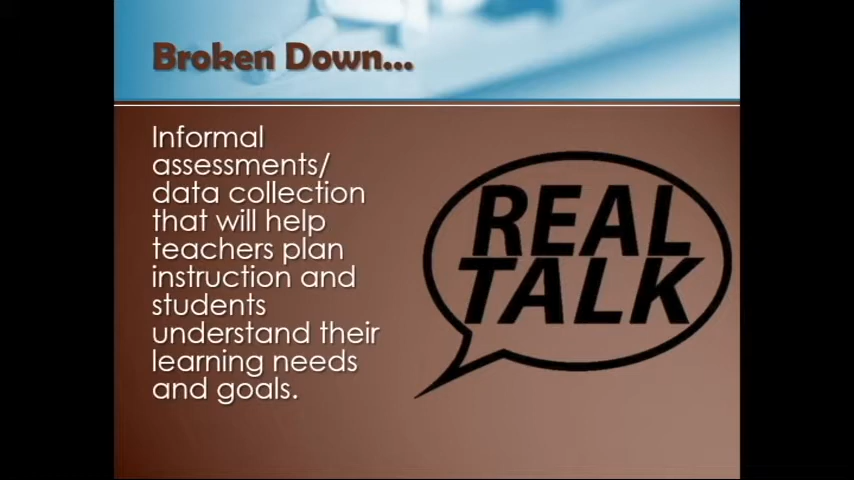 Broken Down...
Informal
assessments/
data collection
that will help
teachers plan
instruction and
students
understand their
learning needs
and goals.
REAL
TALK